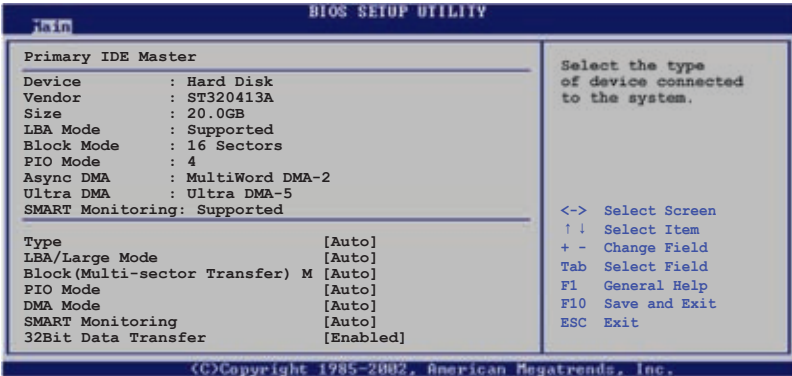 BIOS SETUP UTILITY
Main
Primary IDE Master
Device : Hard Disk
Vendor : ST320413A
Size : 20.0GB
LBA Mode : Supported
Block Mode : 16 Sectors
PIO Mode : 4
Async DMA : MultiWord DMA-2
Ultra DMA : Ultra DMA-5
SMART Monitoring: Supported
Type [Auto]
LBA/Large Mode [Auto]
Block(Multi-sector Transfer) M [Auto]
PIO Mode [Auto]
DMA Mode [Auto]
SMART Monitoring [Auto]
32Bit Data Transfer [Enabled]
Select the type
of device connected
to the system.
<-> Select Screen
↑↓ Select Item
+ - Change Field
Tab Select Field
F1 General Help
F10 Save and Exit
ESC Exit
(C)Copyright 1985-2002, American Megatrends, Inc.